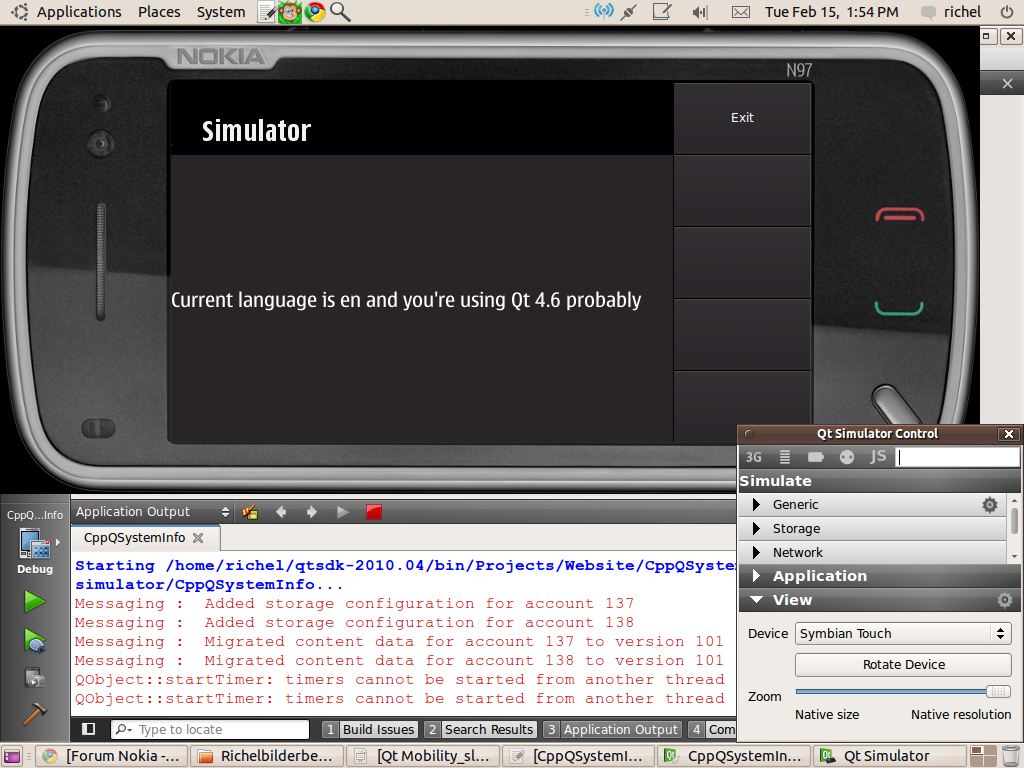 Applications Places System Tue Feb 15, 1:54 PM richel
NOKIA
N97
Simulator
Exit
Current language is en and you're using Qt 4.6 probably
Qt Simulator Control
3G JS
Simulate
Generic
Storage
Network
Application
View
Device Symbian Touch
Rotate Device
Zoom
Native size Native resolution
CppQ...Info
Debug
Application Output
CppQSystemInfo
Starting /home/richel/qtsdk-2010.04/bin/Projects/Website/CppQSyste
simulator/CppQSystemInfo...
Messaging : Added storage configuration for account 137
Messaging : Added storage configuration for account 138
Messaging : Migrated content data for account 137 to version 101
Messaging : Migrated content data for account 138 to version 101
QObject::startTimer: timers cannot be started from another thread
QObject::startTimer: timers cannot be started from another thread
Type to locate 1 Build Issues 2 Search Results 3 Application Output 4 Com
[Forum Nokia -... Richelbilderbe... [Qt Mobility_sl... [CppQSystemI... CppQSystemIn... Qt Simulator